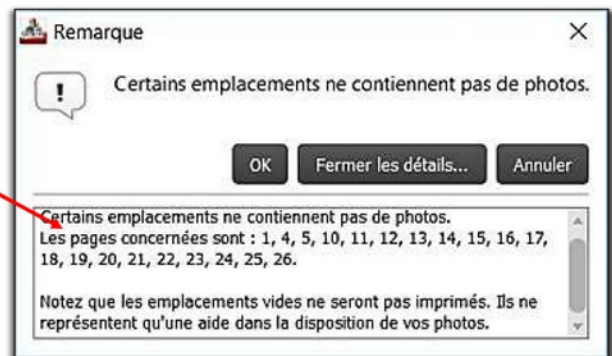 Remarque
Certains emplacements ne contiennent pas de photos.
OK Fermer les détails... Annuler
Certains emplacements ne contiennent pas de photos.
Les pages concernées sont : 1, 4, 5, 10, 11, 12, 13, 14, 15, 16, 17,
18, 19, 20, 21, 22, 23, 24, 25, 26.
Notez que les emplacements vides ne seront pas imprimés. Ils ne
représentent qu'une aide dans la disposition de vos photos.